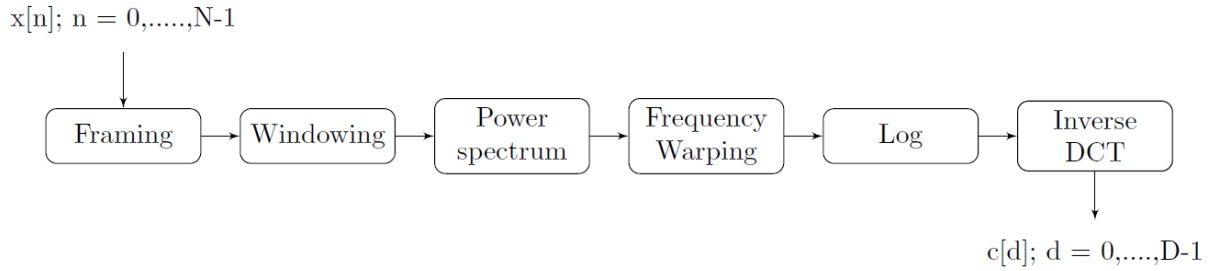 x[n]; n = 0,.....,N-1
Framing
Windowing
Power
spectrum
Frequency
Warping
Log
Inverse
DCT
c[d]; d = 0,....,D-1